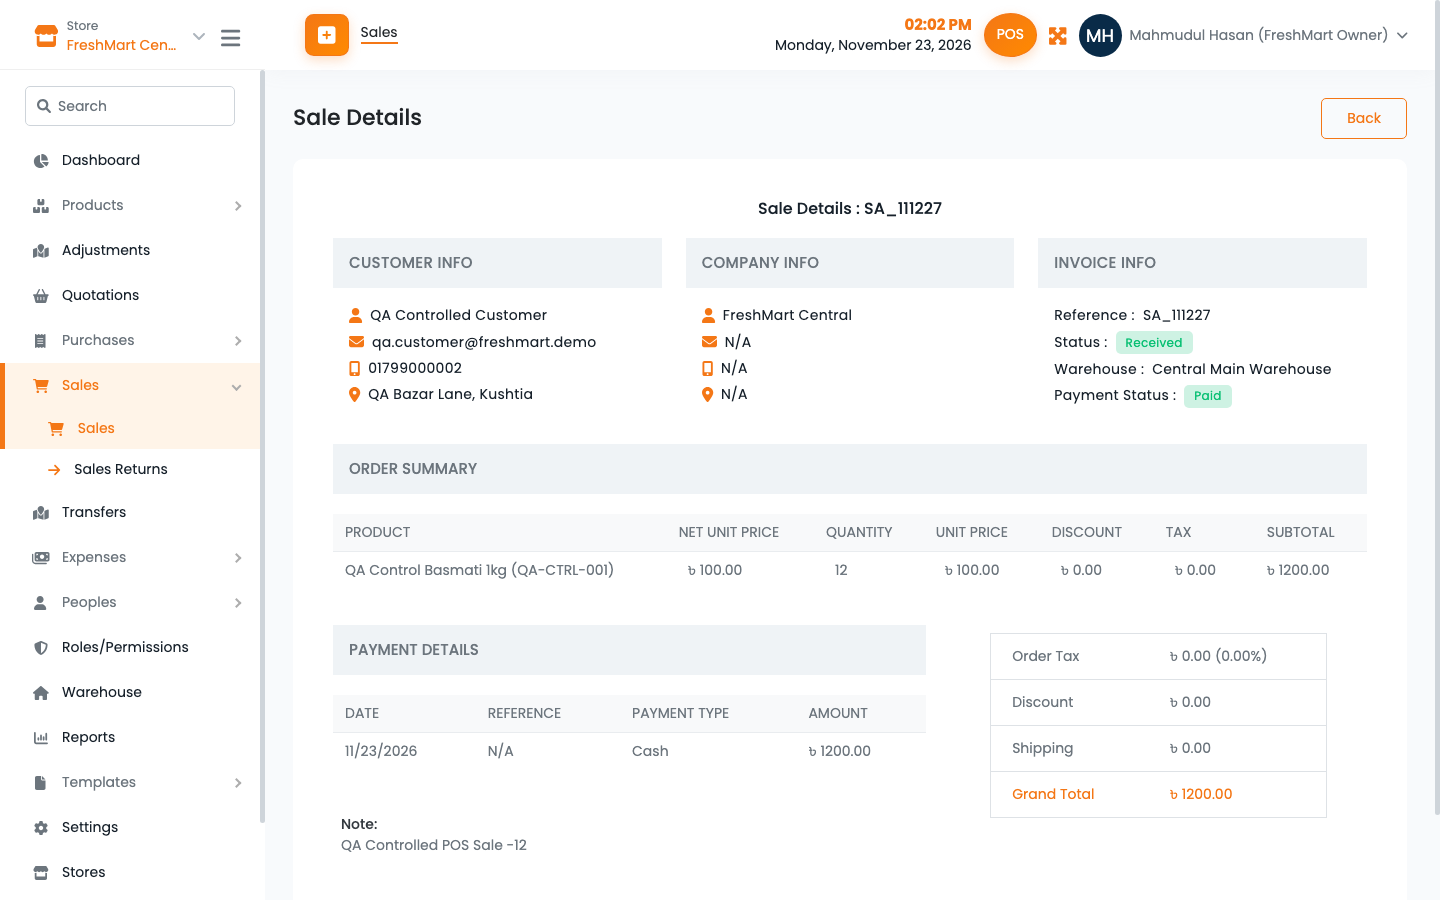 Store
FreshMart Cen...
Sales
02:02 PM
Monday, November 23, 2026
POS
MH
Mahmudul Hasan (FreshMart Owner)
Search
Dashboard
Products
Adjustments
Quotations
Purchases
Sales
Sales
Sales Returns
Transfers
Expenses
Peoples
Roles/Permissions
Warehouse
Reports
Templates
Settings
Stores
Sale Details
Back
Sale Details : SA_111227
CUSTOMER INFO
QA Controlled Customer
qa.customer@freshmart.demo
01799000002
QA Bazar Lane, Kushtia
COMPANY INFO
FreshMart Central
N/A
N/A
N/A
INVOICE INFO
Reference : SA_111227
Status : Received
Warehouse : Central Main Warehouse
Payment Status : Paid
ORDER SUMMARY
PRODUCT NET UNIT PRICE QUANTITY UNIT PRICE DISCOUNT TAX SUBTOTAL
QA Control Basmati 1kg (QA-CTRL-001) ৳ 100.00 12 ৳ 100.00 ৳ 0.00 ৳ 0.00 ৳ 1200.00
PAYMENT DETAILS
DATE REFERENCE PAYMENT TYPE AMOUNT
11/23/2026 N/A Cash ৳ 1200.00
Order Tax ৳ 0.00 (0.00%)
Discount ৳ 0.00
Shipping ৳ 0.00
Grand Total ৳ 1200.00
Note:
QA Controlled POS Sale -12